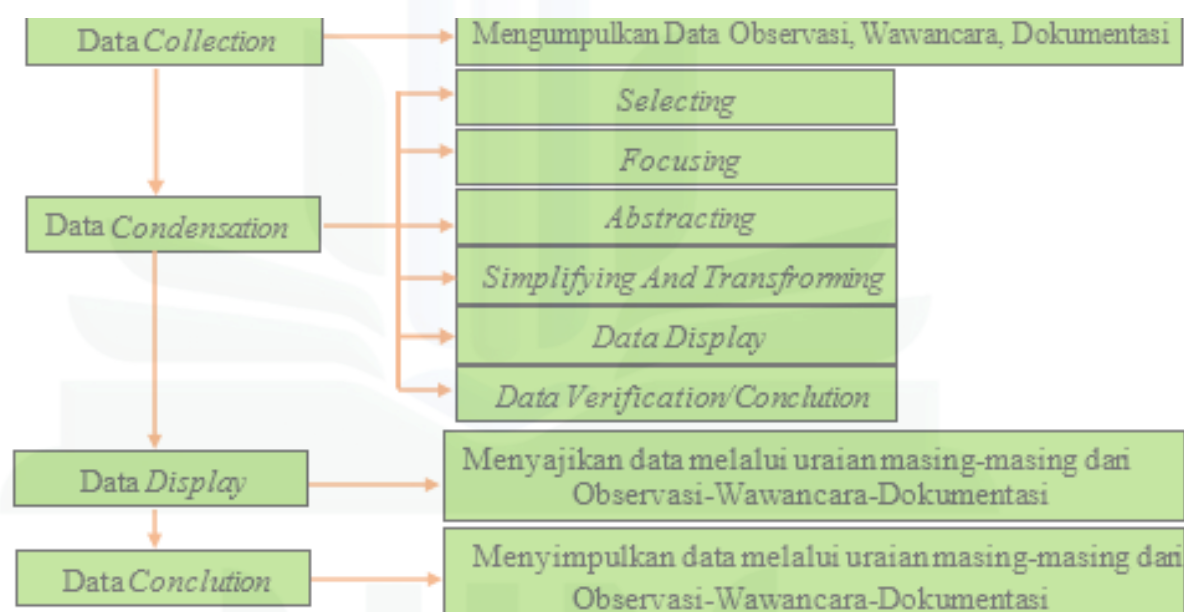 Data Collection
Mengumpulkan Data Observasi, Wawancara, Dokumentasi
Selecting
Focusing
Data Condensation
Abstracting
Simplifying And Transfrorming
Data Display
Data Verification/Conclution
Data Display
Menyajikan data melalui uraian masing-masing dari
Observasi-Wawancara-Dokumentasi
Data Conclution
Menyimpulkan data melalui uraian masing-masing dari
Observasi-Wawancara-Dokumentasi